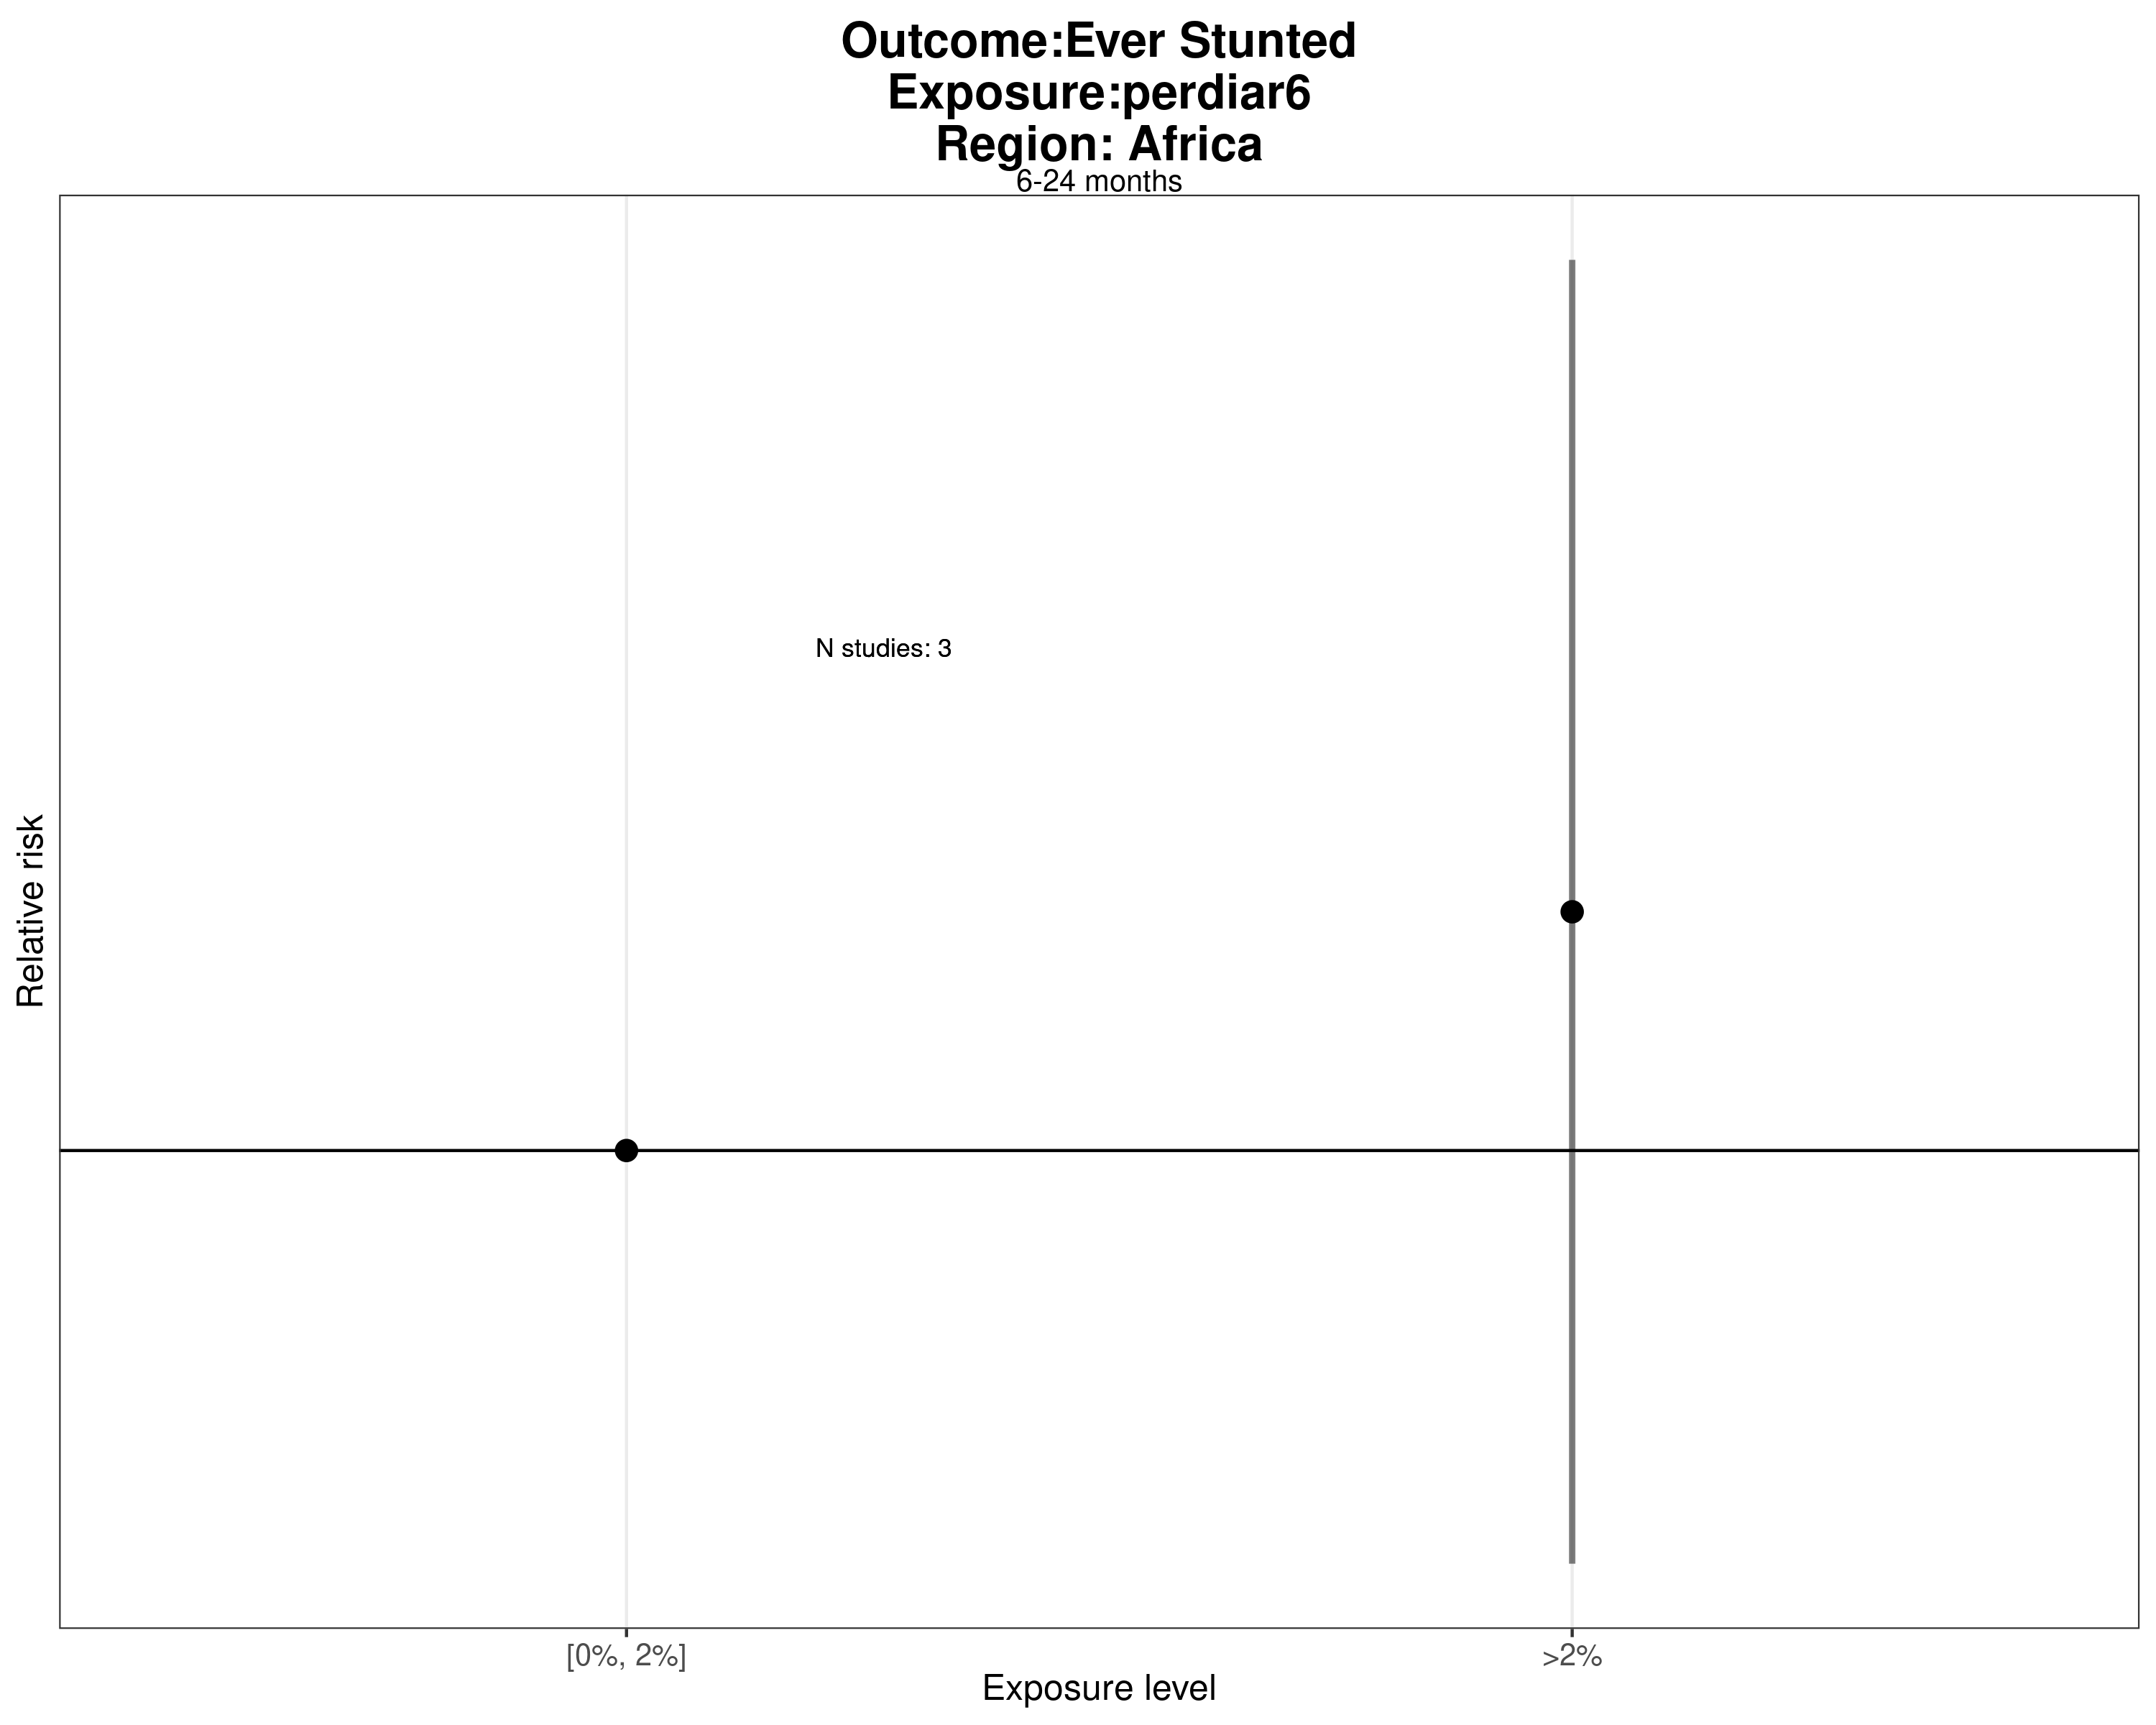 Outcome:Ever Stunted
Exposure:perdiar6
Region: Africa
6-24 months
N studies: 3
Relative risk
[0%, 2%]
>2%
Exposure level